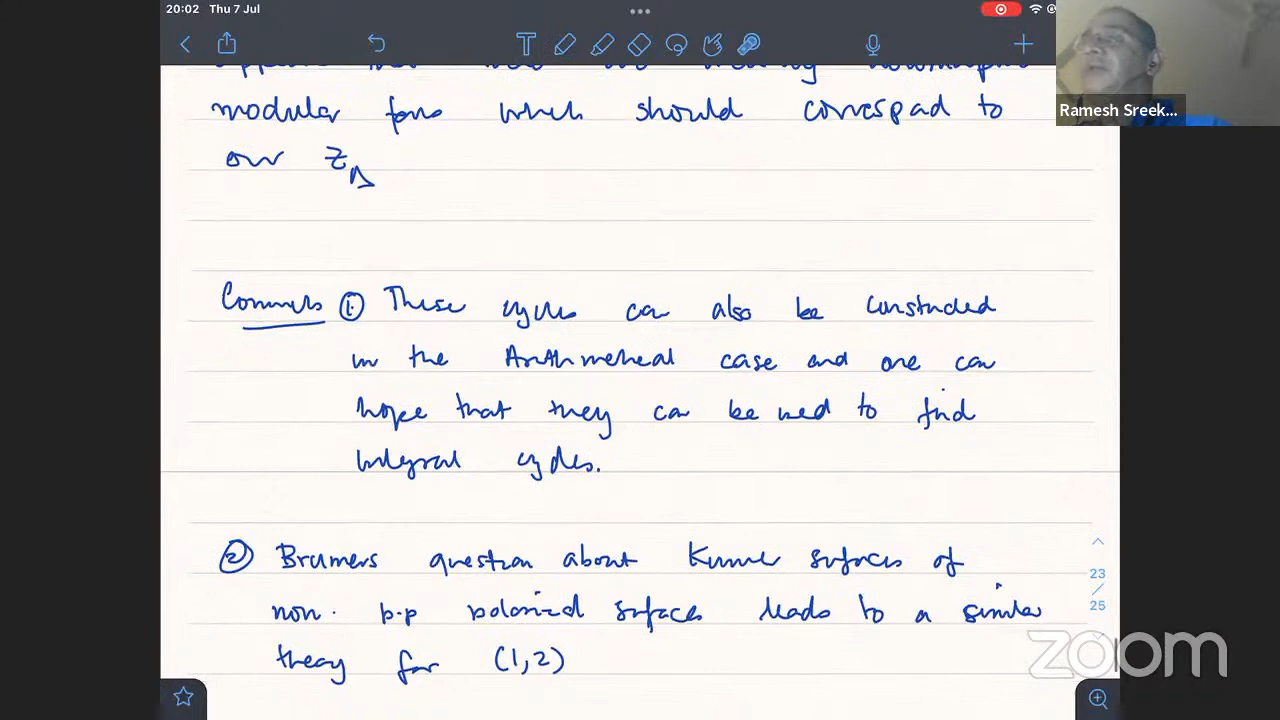 20:02 Thu 7 Jul
T
Ramesh Sreek...
modular forms which should correspond to
our Z_Δ
Comments ① These cycles can also be constructed
in the Arithmetical case and one can
hope that they can be used to find
integral cycles.
② Brumers question about Kummer surfaces of
non. p.p polarized surfaces leads to a similar
theory for (1,2)
23
/
25
zoom